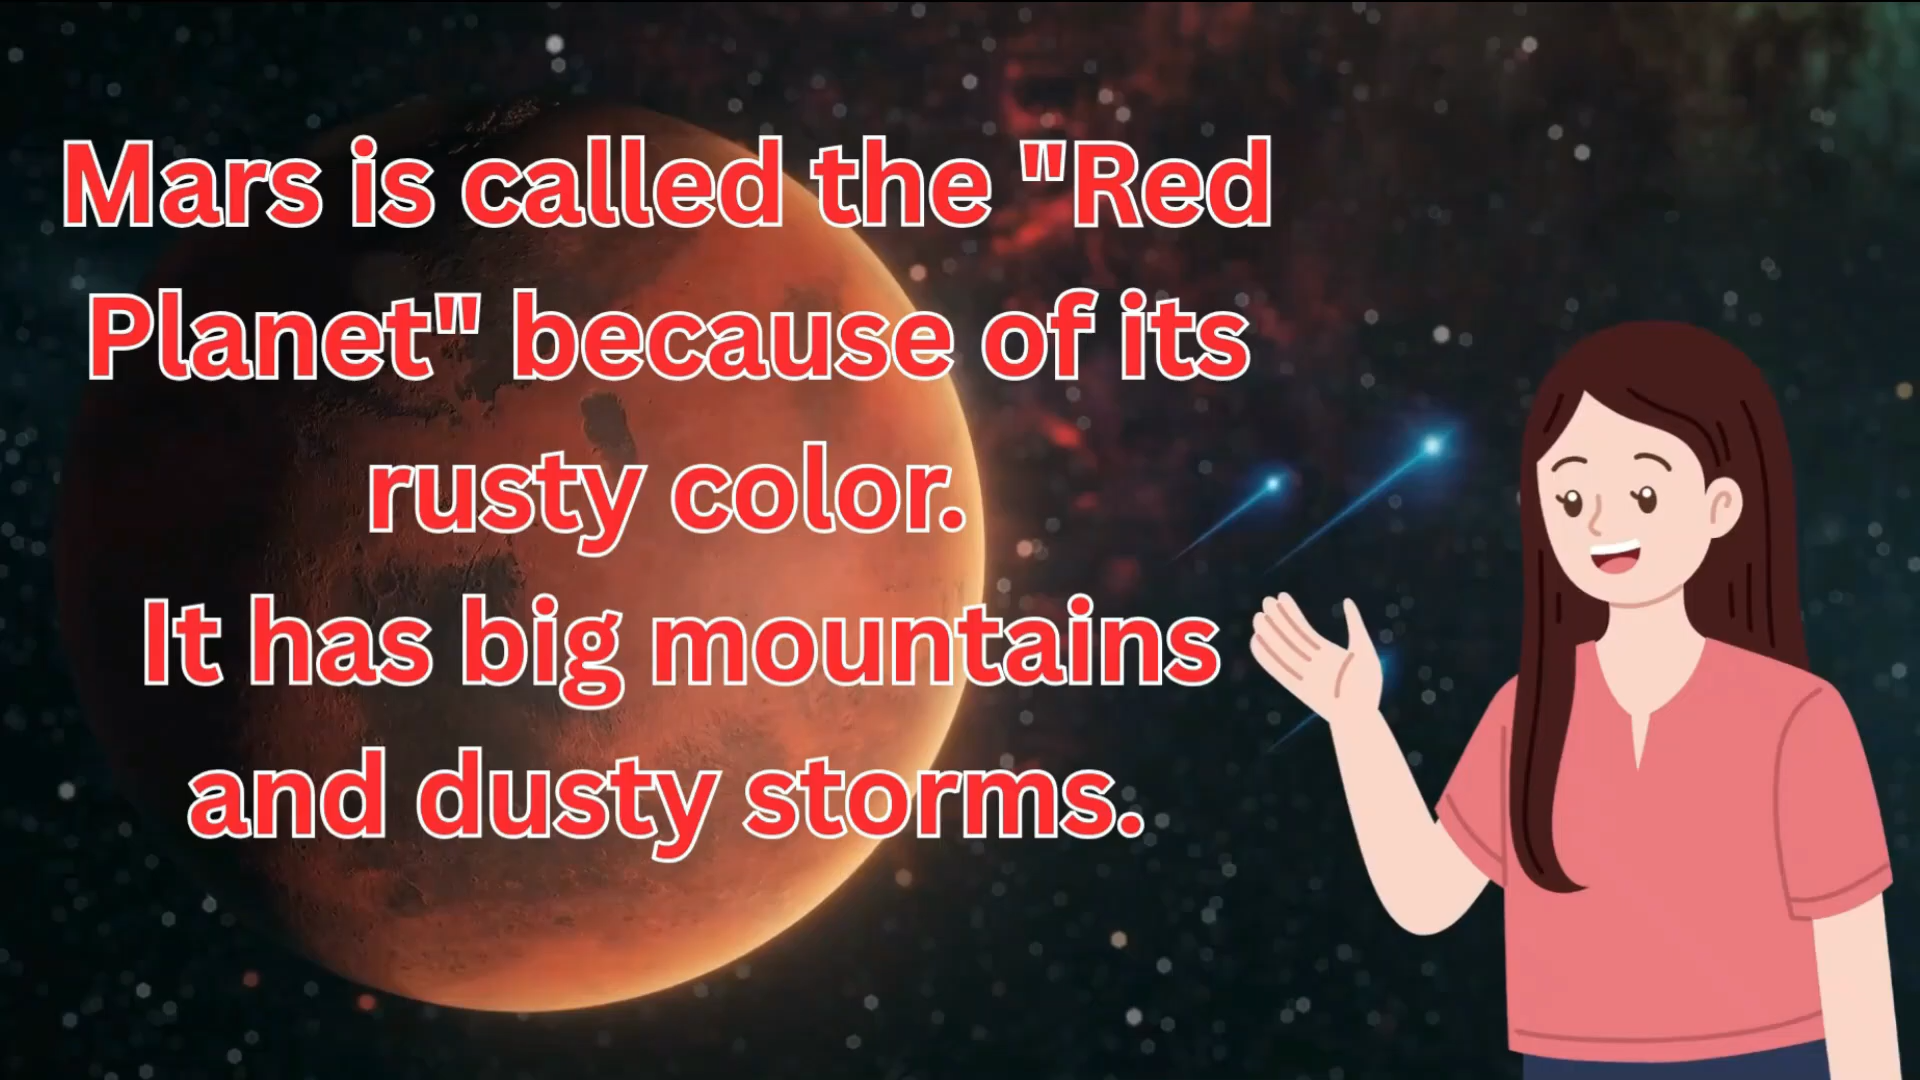 Mars is called the "Red
Planet" because of its
rusty color.
It has big mountains
and dusty storms.